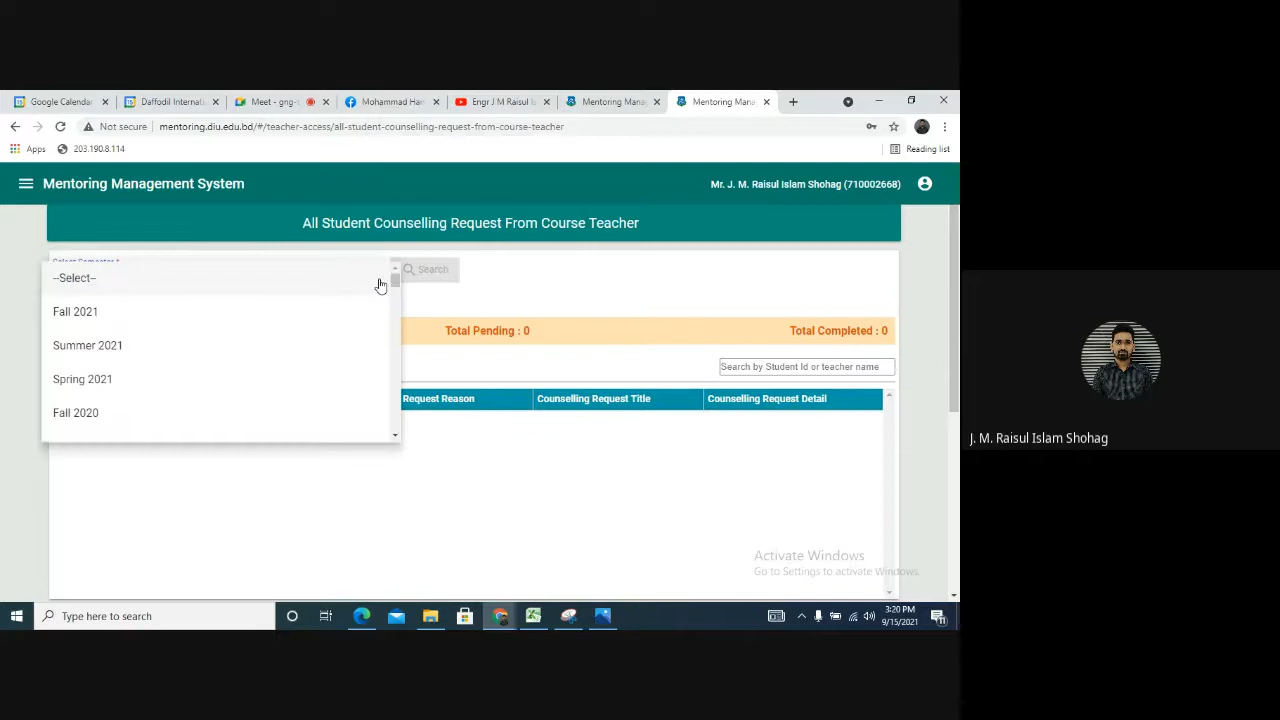 Google Calendar
Daffodil Internati
Meet - gng-t
Mohammad Har
Engr J M Raisul Is
Mentoring Mana
Mentoring Mana
Not secure
mentoring.diu.edu.bd/#/teacher-access/all-student-counselling-request-from-course-teacher
Apps
203.190.8.114
Reading list
Mentoring Management System
Mr. J. M. Raisul Islam Shohag (710002668)
All Student Counselling Request From Course Teacher
Select Semester *
--Select--
Search
Fall 2021
Total Pending : 0
Total Completed : 0
Summer 2021
Search by Student Id or teacher name
Spring 2021
Request Reason
Counselling Request Title
Counselling Request Detail
Fall 2020
J. M. Raisul Islam Shohag
Activate Windows
Go to Settings to activate Windows.
Type here to search
3:20 PM
9/15/2021
11